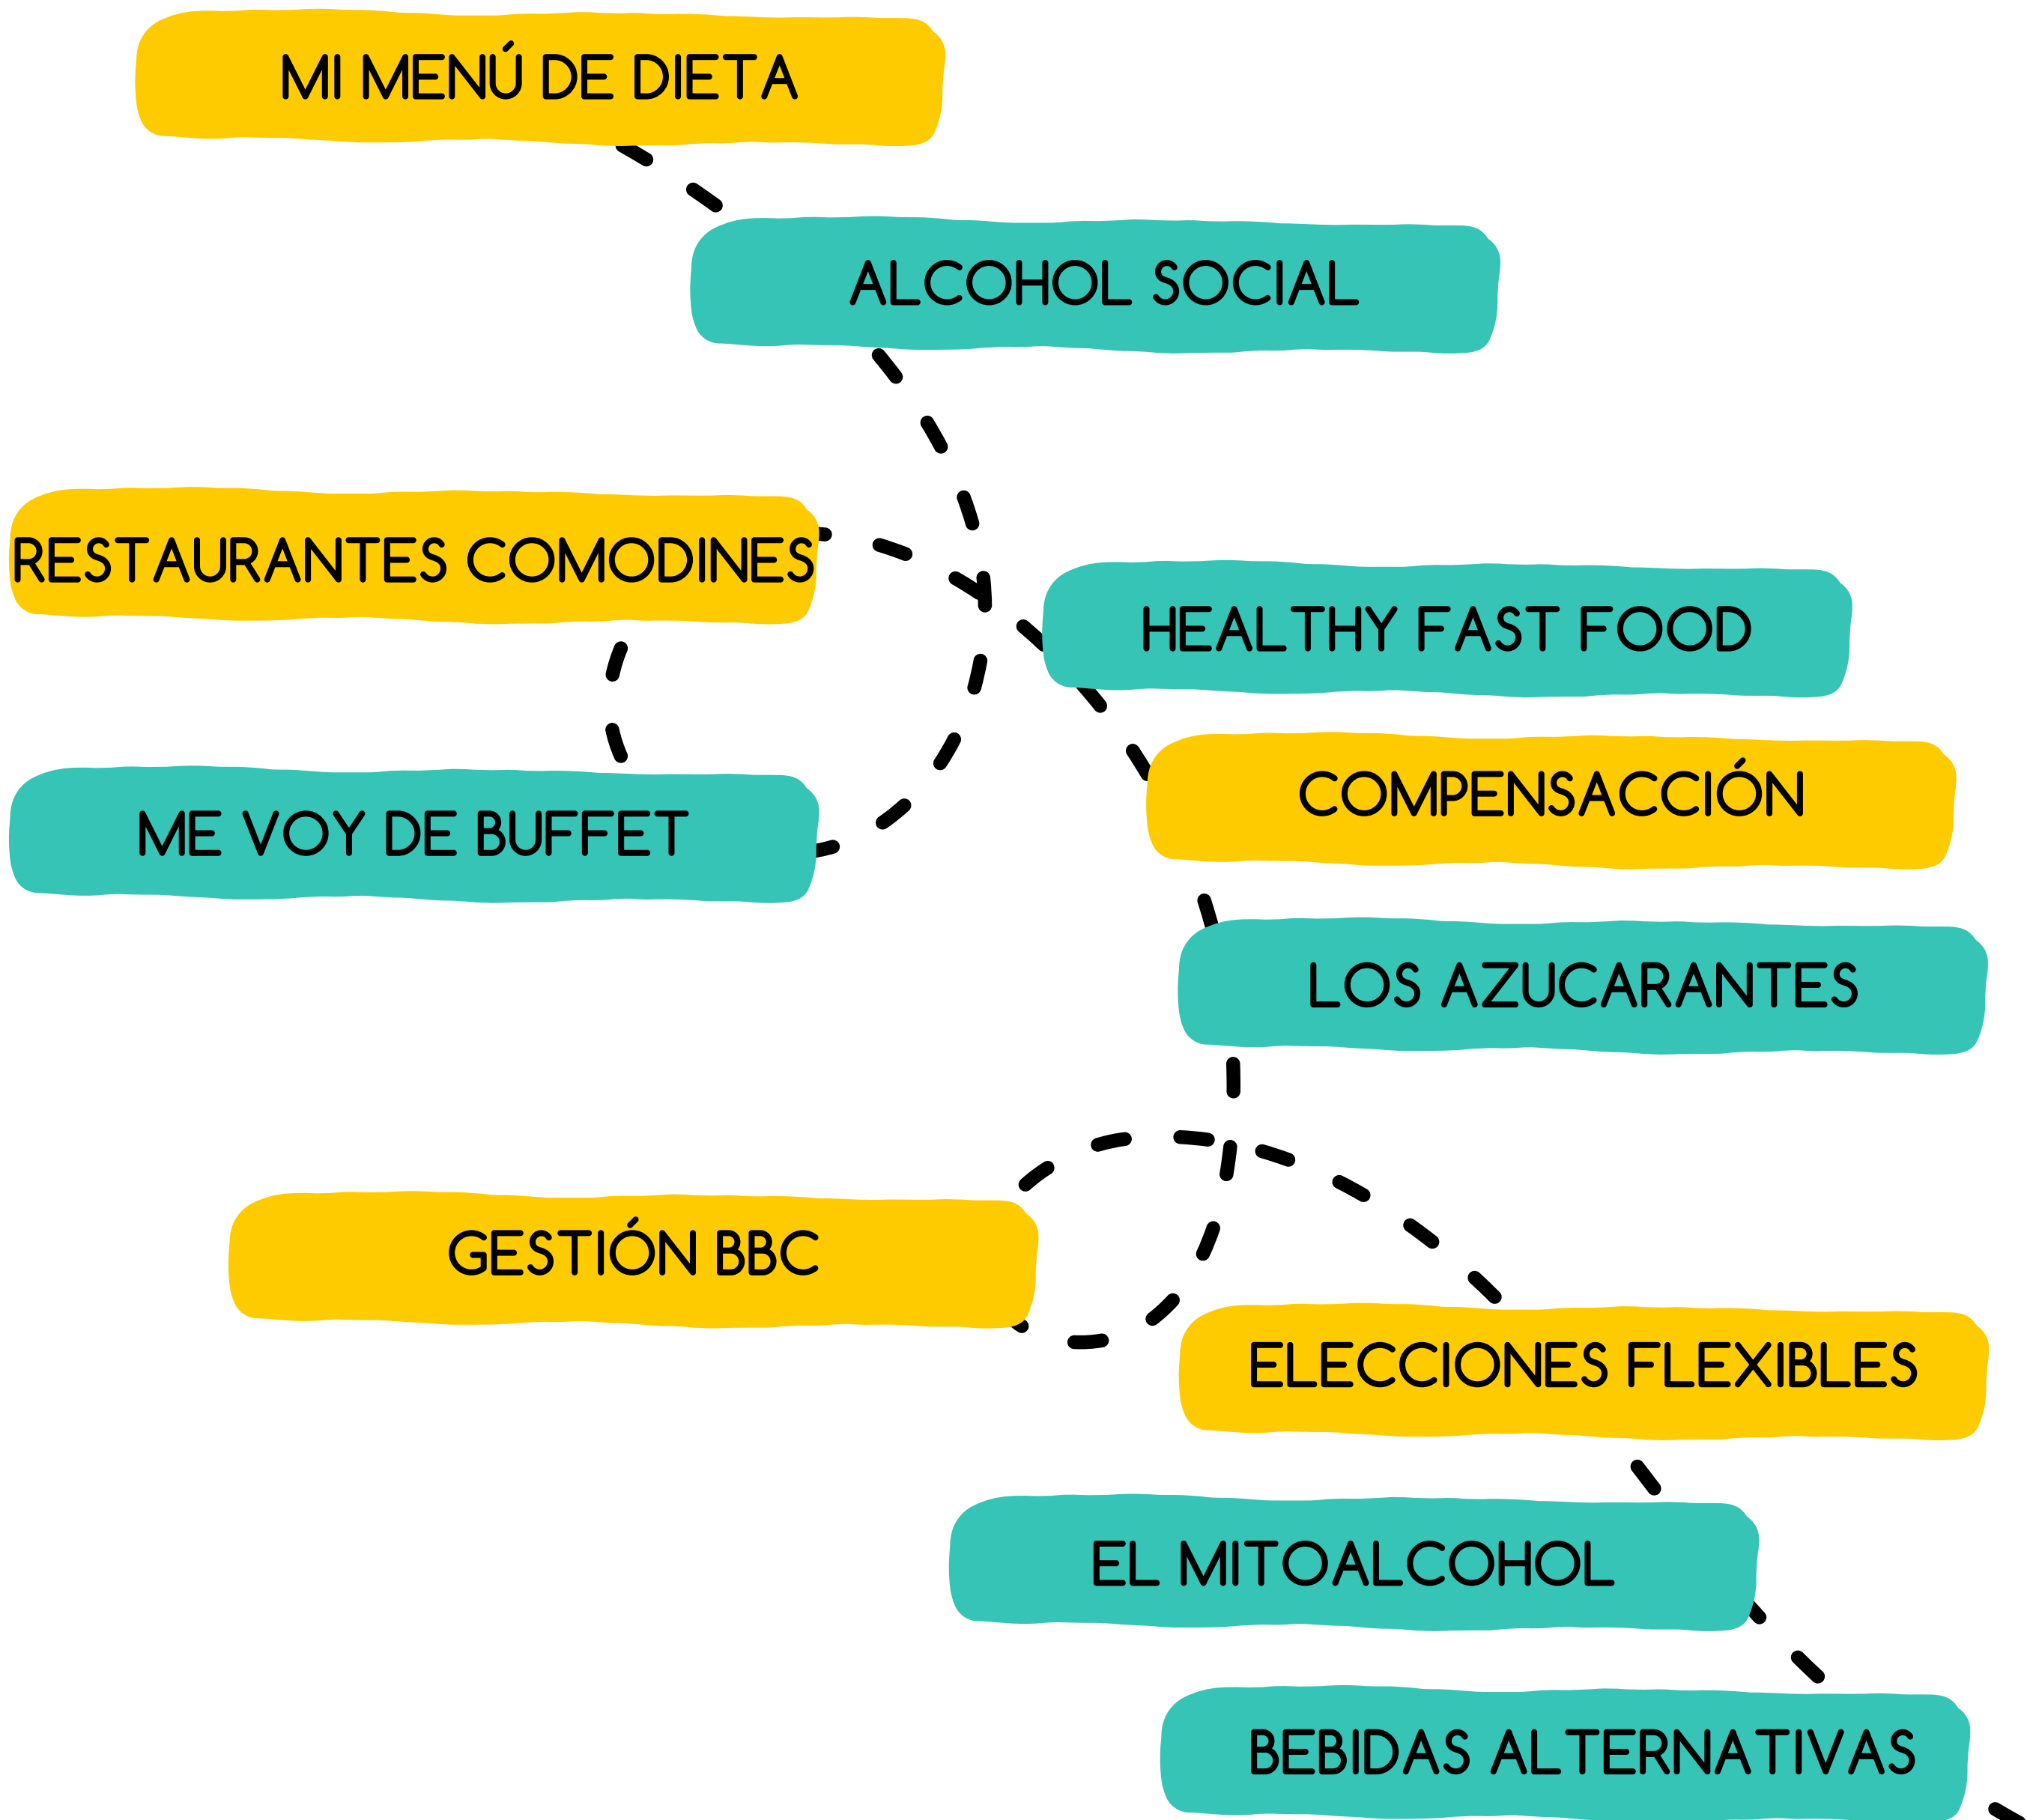 MI MENÚ DE DIETA
ALCOHOL SOCIAL
RESTAURANTES COMODINES
HEALTHY FAST FOOD
COMPENSACCIÓN
ME VOY DE BUFFET
LOS AZUCARANTES
GESTIÓN BBC
ELECCIONES FLEXIBLES
EL MITOALCOHOL
BEBIDAS ALTERNATIVAS